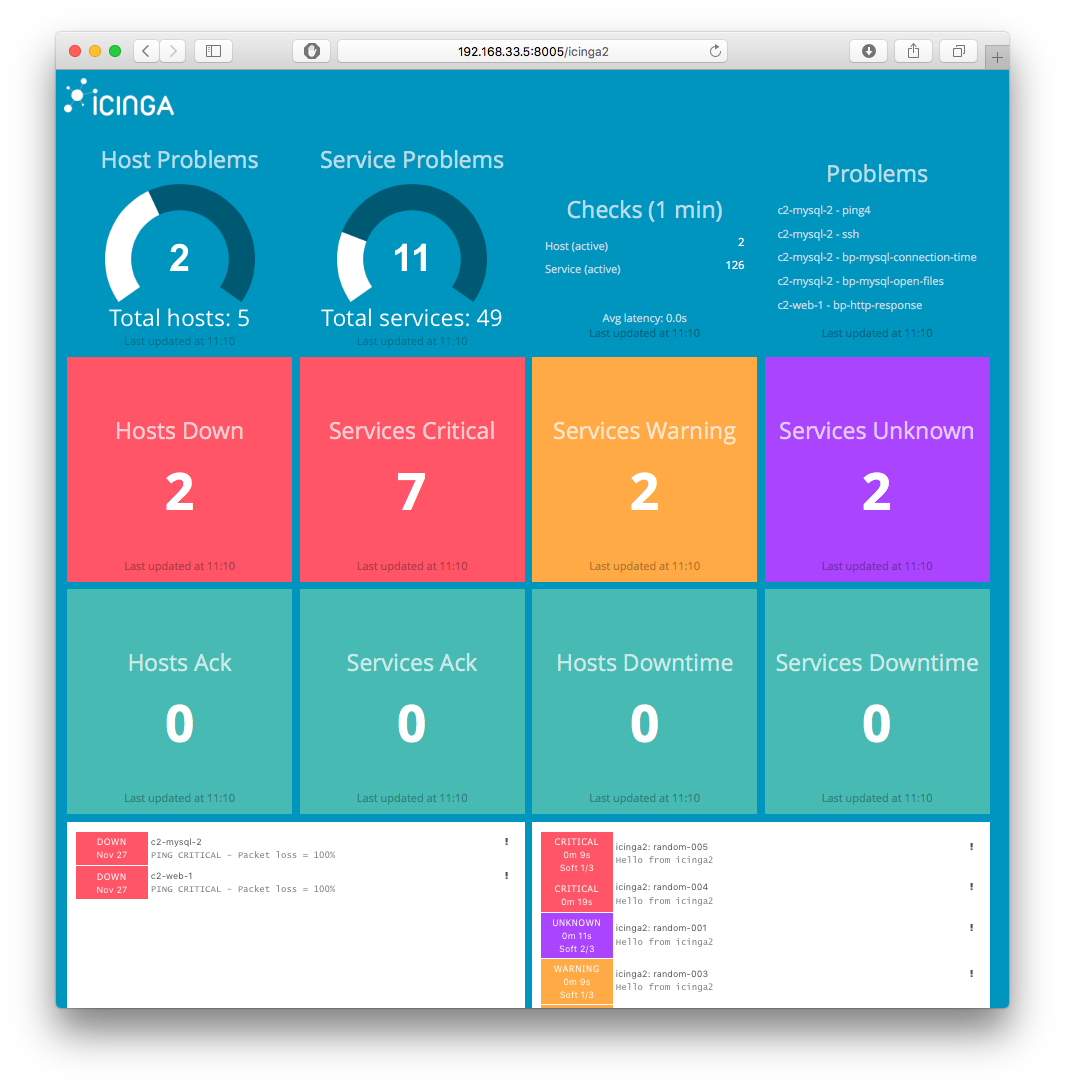 192.168.33.5:8005/icinga2
ICINGA
Host Problems
2
Total hosts: 5
Last updated at 11:10
Service Problems
11
Total services: 49
Last updated at 11:10
Checks (1 min)
Host (active) 2
Service (active) 126
Avg latency: 0.0s
Last updated at 11:10
Problems
c2-mysql-2 - ping4
c2-mysql-2 - ssh
c2-mysql-2 - bp-mysql-connection-time
c2-mysql-2 - bp-mysql-open-files
c2-web-1 - bp-http-response
Last updated at 11:10
Hosts Down
2
Last updated at 11:10
Services Critical
7
Last updated at 11:10
Services Warning
2
Last updated at 11:10
Services Unknown
2
Last updated at 11:10
Hosts Ack
0
Last updated at 11:10
Services Ack
0
Last updated at 11:10
Hosts Downtime
0
Last updated at 11:10
Services Downtime
0
Last updated at 11:10
DOWN
Nov 27
c2-mysql-2 !
PING CRITICAL - Packet loss = 100%
DOWN
Nov 27
c2-web-1 !
PING CRITICAL - Packet loss = 100%
CRITICAL
0m 9s
Soft 1/3
icinga2: random-005 !
Hello from icinga2
CRITICAL
0m 19s
icinga2: random-004 !
Hello from icinga2
UNKNOWN
0m 11s
Soft 2/3
icinga2: random-001 !
Hello from icinga2
WARNING
0m 9s
Soft 1/3
icinga2: random-003 !
Hello from icinga2